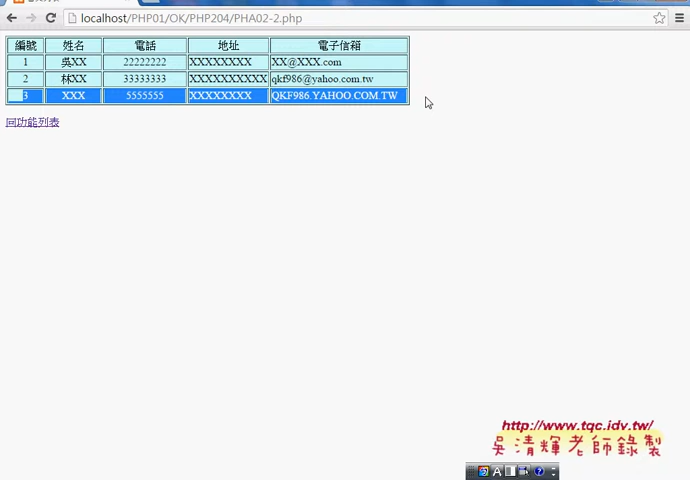 localhost/PHP01/OK/PHP204/PHA02-2.php
編號 姓名 電話 地址 電子信箱
1 吳XX 22222222 XXXXXXXX XX@XXX.com
2 林XX 33333333 XXXXXXXXXX qkf986@yahoo.com.tw
3 XXX 5555555 XXXXXXXX QKF986.YAHOO.COM.TW
回功能列表
http://www.tqc.idv.tw/
吳清輝老師錄製
A